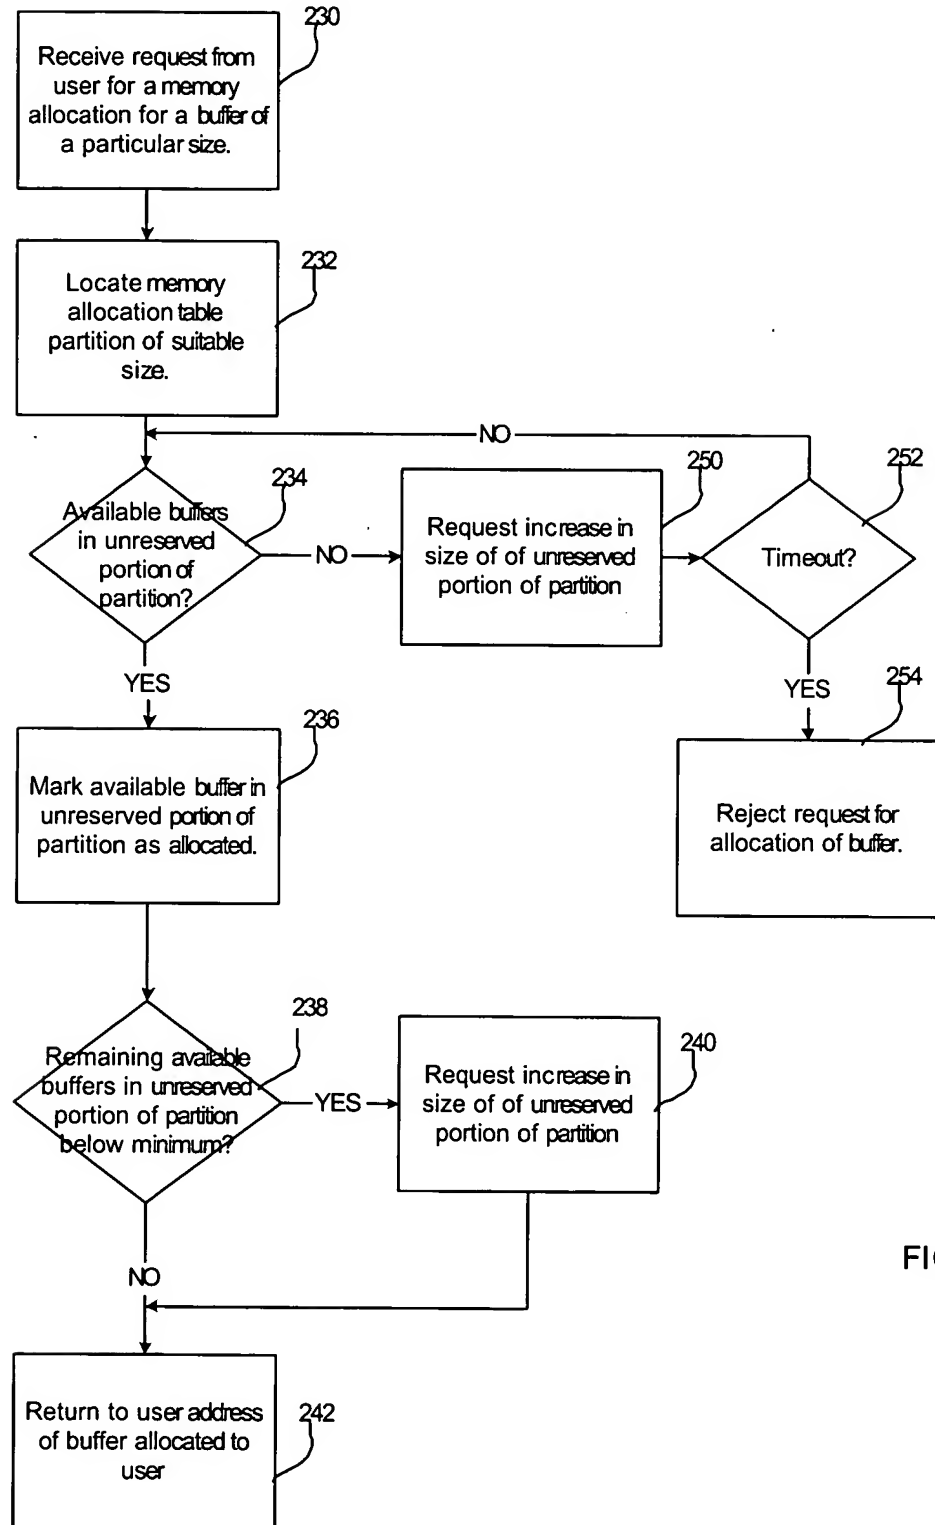 230
Receive request from
user for a memory
allocation for a buffer of
a particular size.
232
Locate memory
allocation table
partition of suitable
size.
NO
234
Available buffers
in unreserved
portion of
partition?
NO
250
Request increase in
size of of unreserved
portion of partition
252
Timeout?
YES
YES
254
Reject request for
allocation of buffer.
236
Mark available buffer in
unreserved portion of
partition as allocated.
238
Remaining available
buffers in unreserved
portion of partition
below minimum?
YES
240
Request increase in
size of of unreserved
portion of partition
NO
242
Return to user address
of buffer allocated to
user